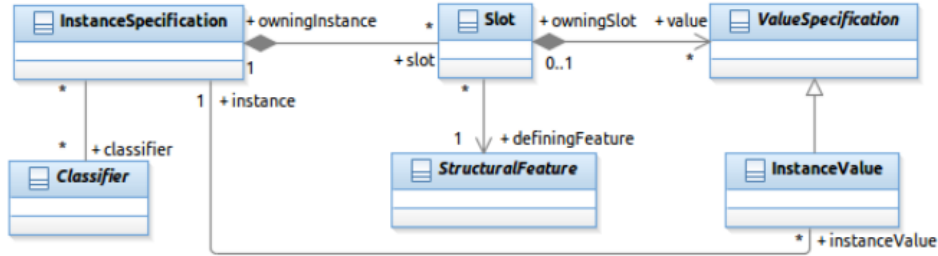 InstanceSpecification
+ owningInstance
*
Slot
+ owningSlot
+ value
ValueSpecification
1
+ slot
0..1
*
*
1
+ instance
*
*
+ classifier
1
+ definingFeature
Classifier
StructuralFeature
InstanceValue
*
+ instanceValue